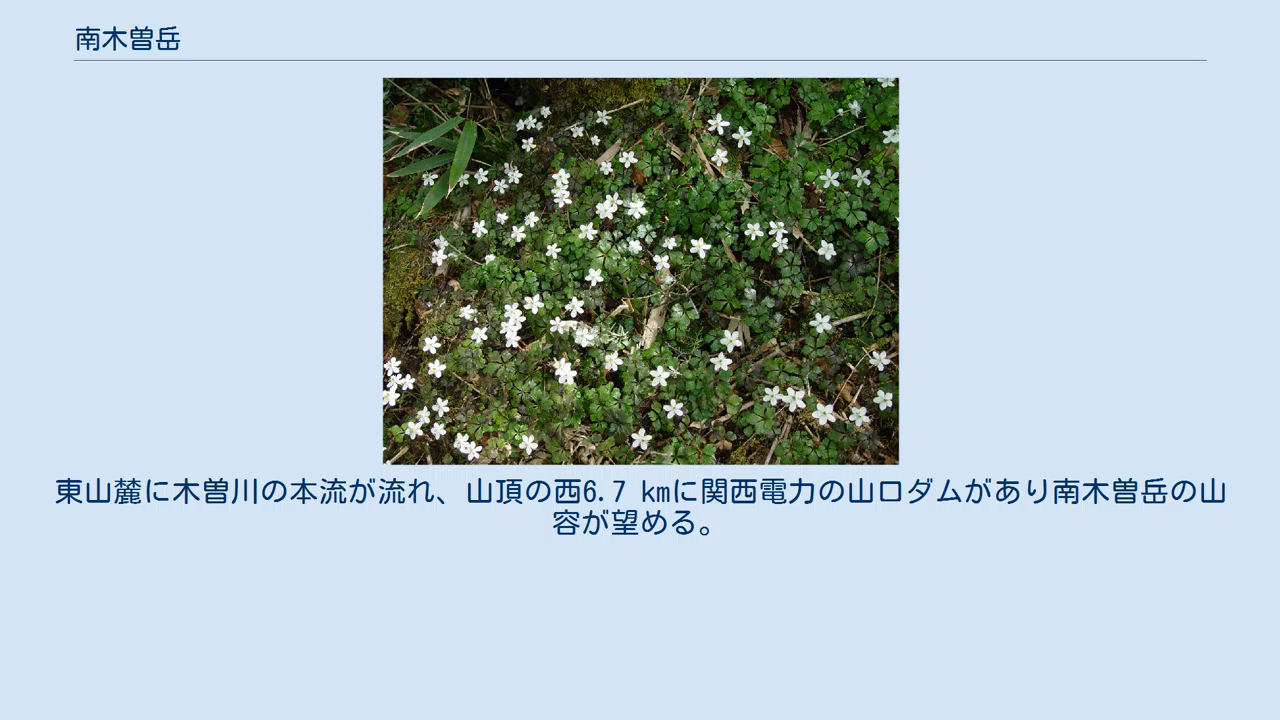 南木曽岳
東山麓に木曽川の本流が流れ、山頂の西6.7 kmに関西電力の山口ダムがあり南木曽岳の山
容が望める。